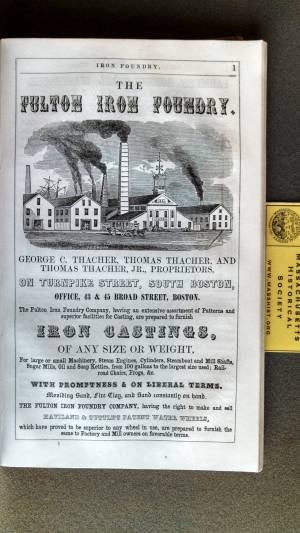 IRON FOUNDRY. 1
THE
FULTON IRON FOUNDRY.
GEORGE C. THACHER, THOMAS THACHER, AND
THOMAS THACHER, JR., PROPRIETORS,
ON TURNPIKE STREET, SOUTH BOSTON,
OFFICE, 43 & 45 BROAD STREET, BOSTON.
The Fulton Iron Foundry Company, having an extensive assortment of Patterns and
superior facilities for Casting, are prepared to furnish
IRON CASTINGS,
OF ANY SIZE OR WEIGHT,
For large or small Machinery, Steam Engines, Cylinders, Steamboat and Mill Shafts,
Sugar Mills, Oil and Soap Kettles, from 100 gallons to the largest size used; Rail-
road Chairs, Frogs, &c.
WITH PROMPTNESS & ON LIBERAL TERMS.
Moulding Sand, Fire Clay, and Sand constantly on hand.
THE FULTON IRON FOUNDRY COMPANY, having the right to make and sell
HAVILAND & TUTTLE'S PATENT WATER WHEELS,
which have proved to be superior to any wheel in use, are prepared to furnish the
same to Factory and Mill owners on favorable terms.
MASSACHUSETTS
HISTORICAL
SOCIETY
WWW.MASSHIST.ORG